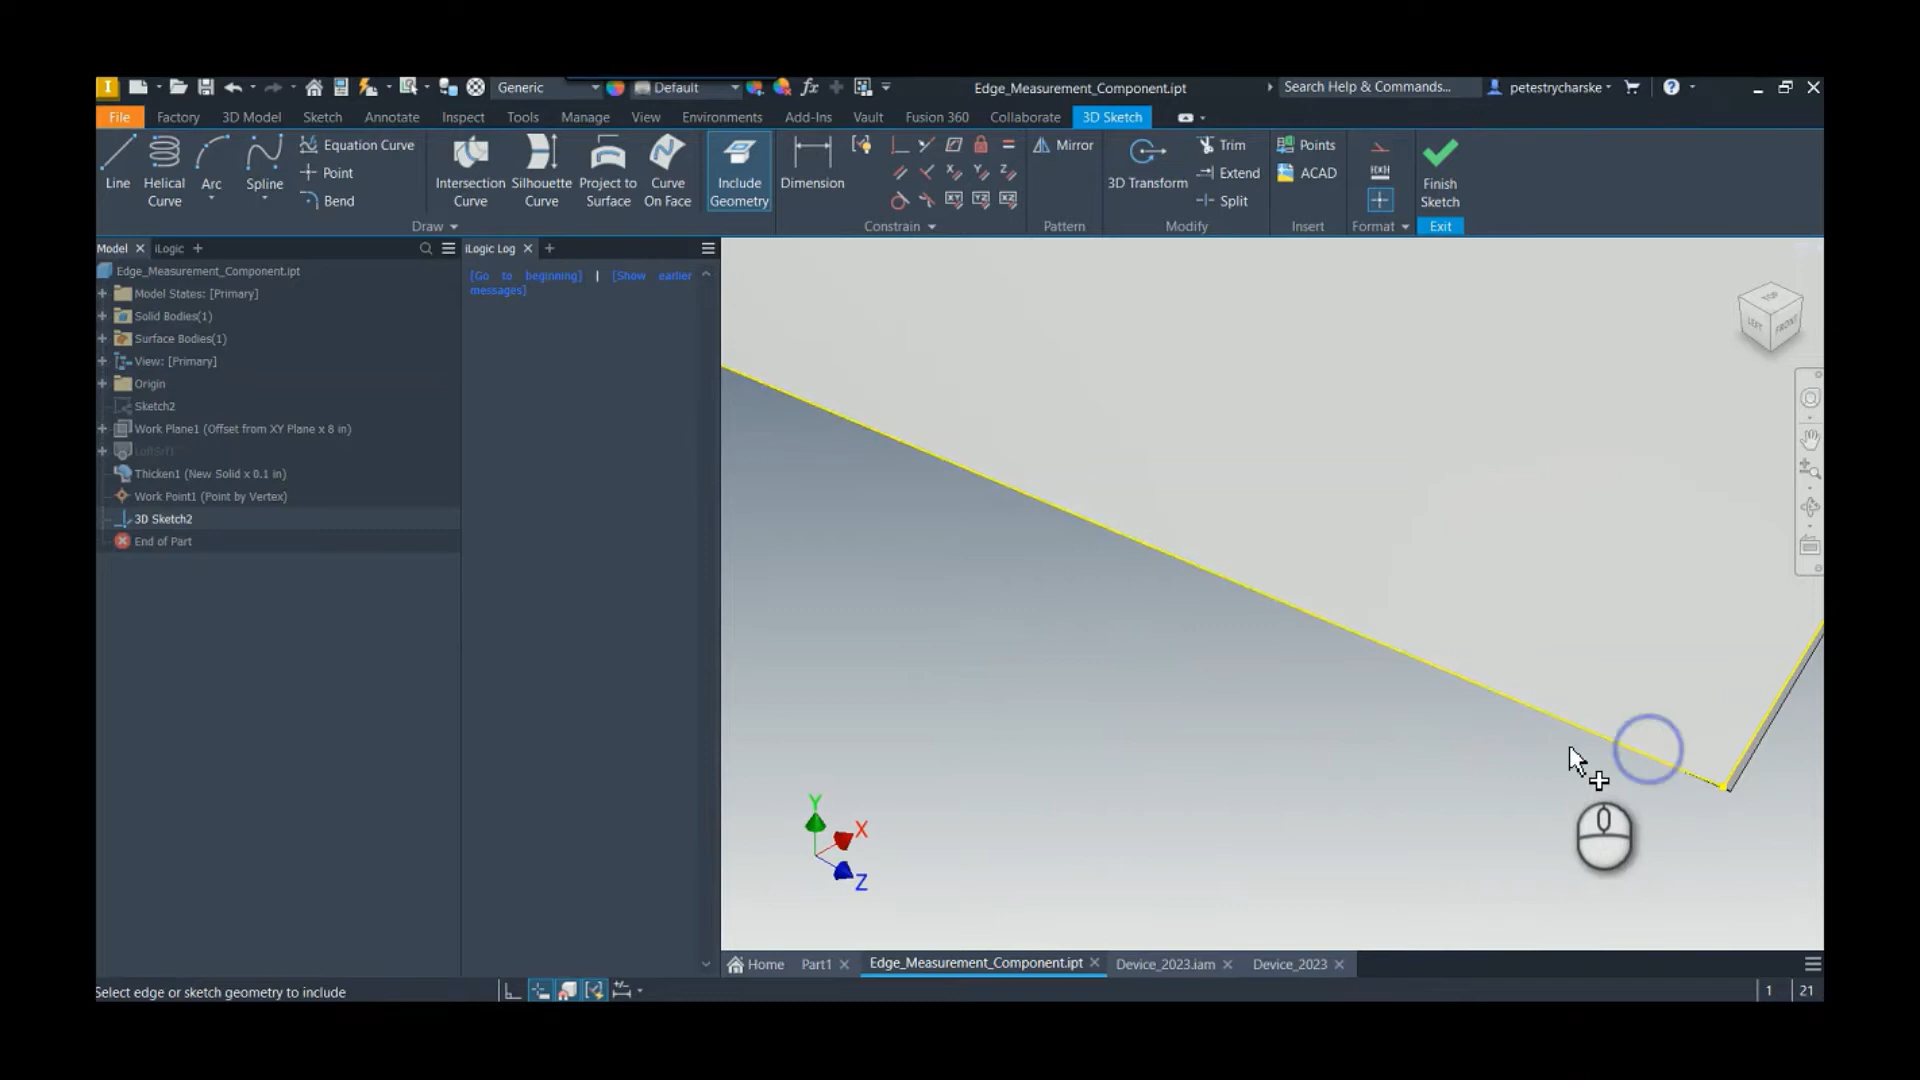 I Generic Default fx Edge_Measurement_Component.ipt Search Help & Commands... petestrycharske ?
File Factory 3D Model Sketch Annotate Inspect Tools Manage View Environments Add-Ins Vault Fusion 360 Collaborate 3D Sketch
Line Helical Curve Arc Spline Equation Curve Point Bend
Intersection Curve Silhouette Curve Project to Surface Curve On Face Include Geometry Dimension
Mirror 3D Transform Trim Extend Split Points ACAD Finish Sketch
Draw Constrain Pattern Modify Insert Format Exit
Model iLogic + iLogic Log +
Edge_Measurement_Component.ipt
Model States: [Primary]
Solid Bodies(1)
Surface Bodies(1)
View: [Primary]
Origin
Sketch2
Work Plane1 (Offset from XY Plane x 8 in)
LoftSrf1
Thicken1 (New Solid x 0.1 in)
Work Point1 (Point by Vertex)
3D Sketch2
End of Part
[Go to beginning] | [Show earlier
messages]
TOP
LEFT FRONT
Y
X
Z
Home Part1 Edge_Measurement_Component.ipt Device_2023.iam Device_2023
Select edge or sketch geometry to include 1 21